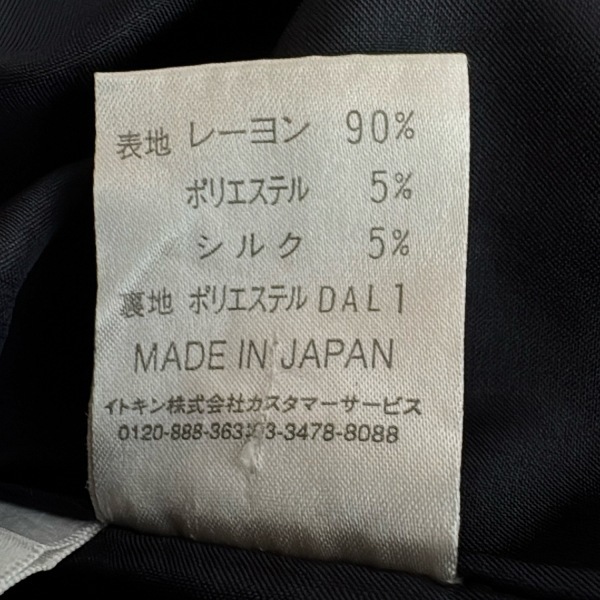 表地 レーヨン 90%
ポリエステル 5%
シルク 5%
裏地 ポリエステル DAL1
MADE IN JAPAN
イトキン株式会社カスタマーサービス
0120-888-363 3-3478-8088